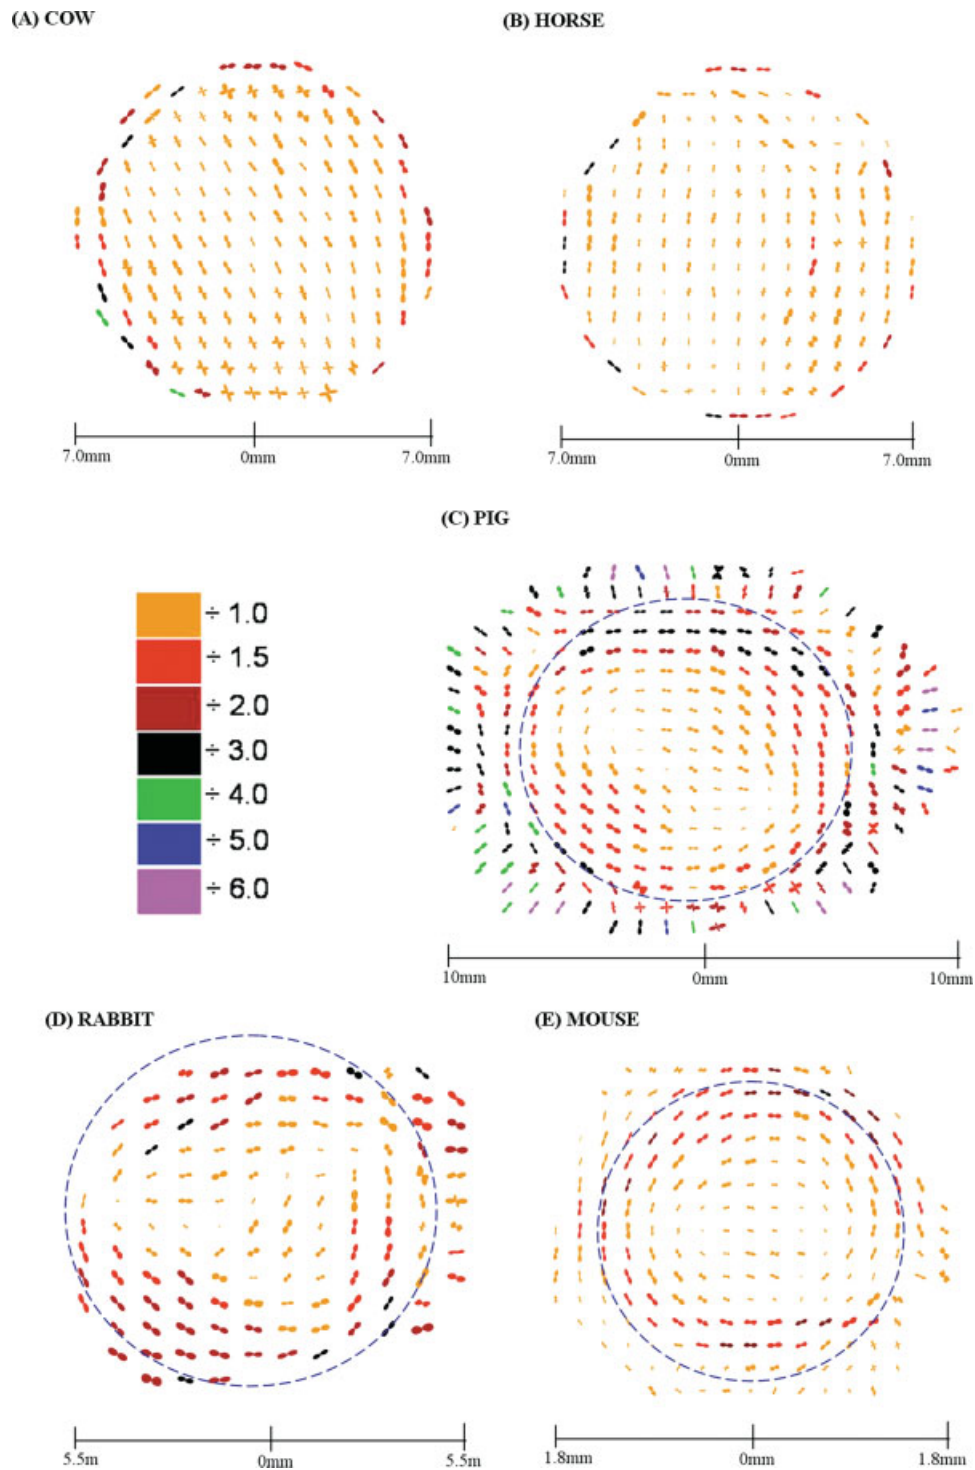 (A) COW
(B) HORSE
7.0mm 0mm 7.0mm
7.0mm 0mm 7.0mm
(C) PIG
÷ 1.0
÷ 1.5
÷ 2.0
÷ 3.0
÷ 4.0
÷ 5.0
÷ 6.0
10mm 0mm 10mm
(D) RABBIT
(E) MOUSE
5.5m 0mm 5.5m
1.8mm 0mm 1.8mm